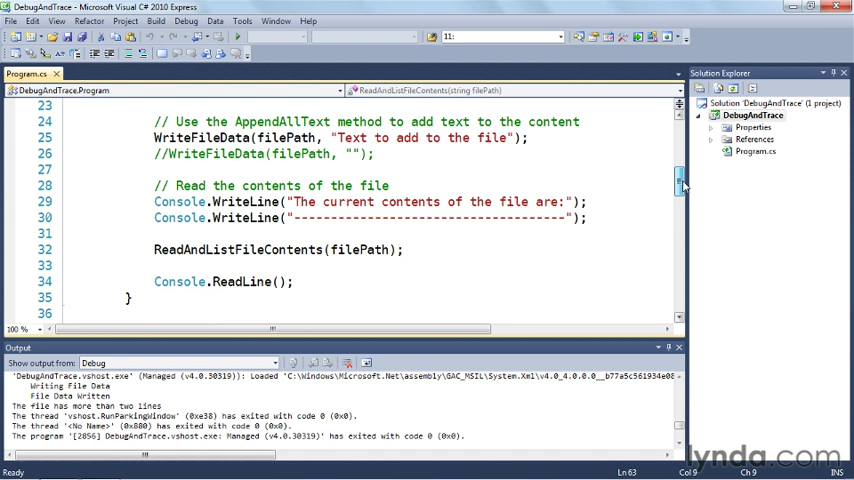 DebugAndTrace - Microsoft Visual C# 2010 Express
File Edit View Refactor Project Build Debug Data Tools Window Help
11:
Program.cs
Solution Explorer
DebugAndTrace.Program
ReadAndListFileContents(string filePath)
Solution 'DebugAndTrace' (1 project)
DebugAndTrace
Properties
References
Program.cs
23
24 // Use the AppendAllText method to add text to the content
25 WriteFileData(filePath, "Text to add to the file");
26 //WriteFileData(filePath, "");
27
28 // Read the contents of the file
29 Console.WriteLine("The current contents of the file are:");
30 Console.WriteLine("-------------------------------------");
31
32 ReadAndListFileContents(filePath);
33
34 Console.ReadLine();
35 }
36
100 %
Output
Show output from: Debug
'DebugAndTrace.vshost.exe' (Managed (v4.0.30319)): Loaded 'C:\Windows\Microsoft.Net\assembly\GAC_MSIL\System.Xml\v4.0_4.0.0.0__b77a5c561934e08
Writing File Data
File Data Written
The file has more than two lines
The thread 'vshost.RunParkingWindow' (0xe38) has exited with code 0 (0x0).
The thread '<No Name>' (0x880) has exited with code 0 (0x0).
The program '[2856] DebugAndTrace.vshost.exe: Managed (v4.0.30319)' has exited with code 0 (0x0).
lynda.com
Ready
Ln 63
Col 9
Ch 9
INS